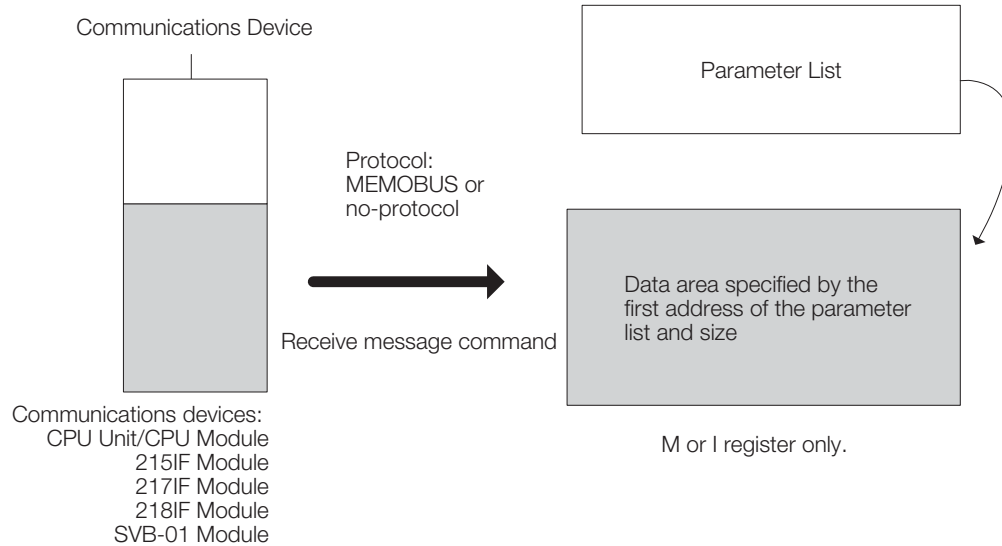 Communications Device
Parameter List
Protocol:
MEMOBUS or
no-protocol
Receive message command
Data area specified by the
first address of the parameter
list and size
M or I register only.
Communications devices:
CPU Unit/CPU Module
215IF Module
217IF Module
218IF Module
SVB-01 Module